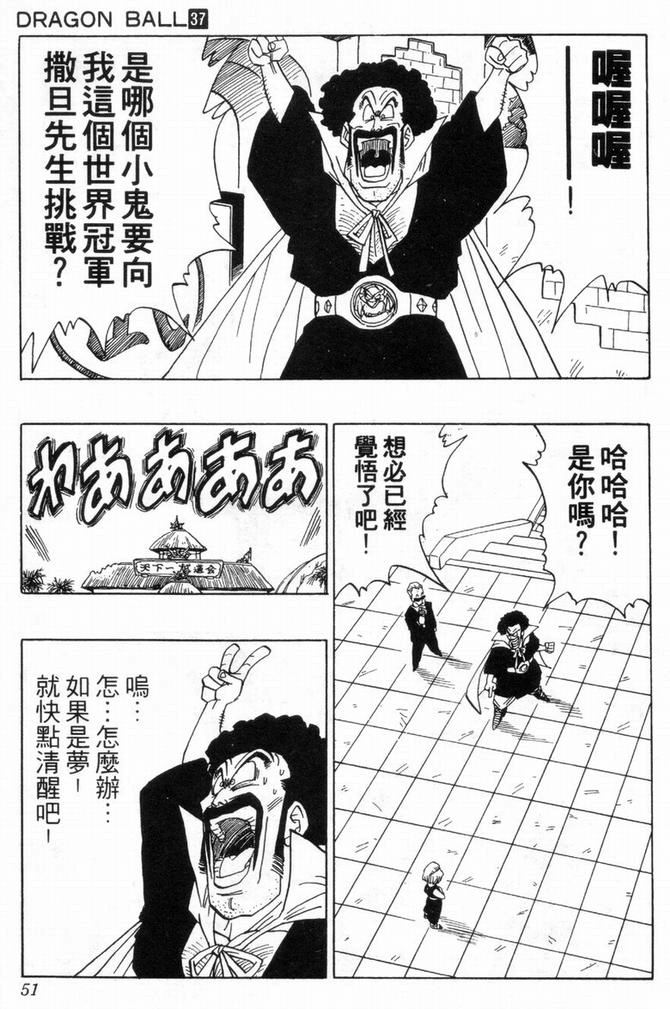 DRAGON BALL 37
喔喔喔
——！
是哪個小鬼要向
我這個世界冠軍
撒旦先生挑戰？
哈哈哈！
是你嗎？
想必已經
覺悟了吧！
わあああああ
天下一武道会
嗚…
怎…怎麼辦…
如果是夢－
就快點清醒吧！
51